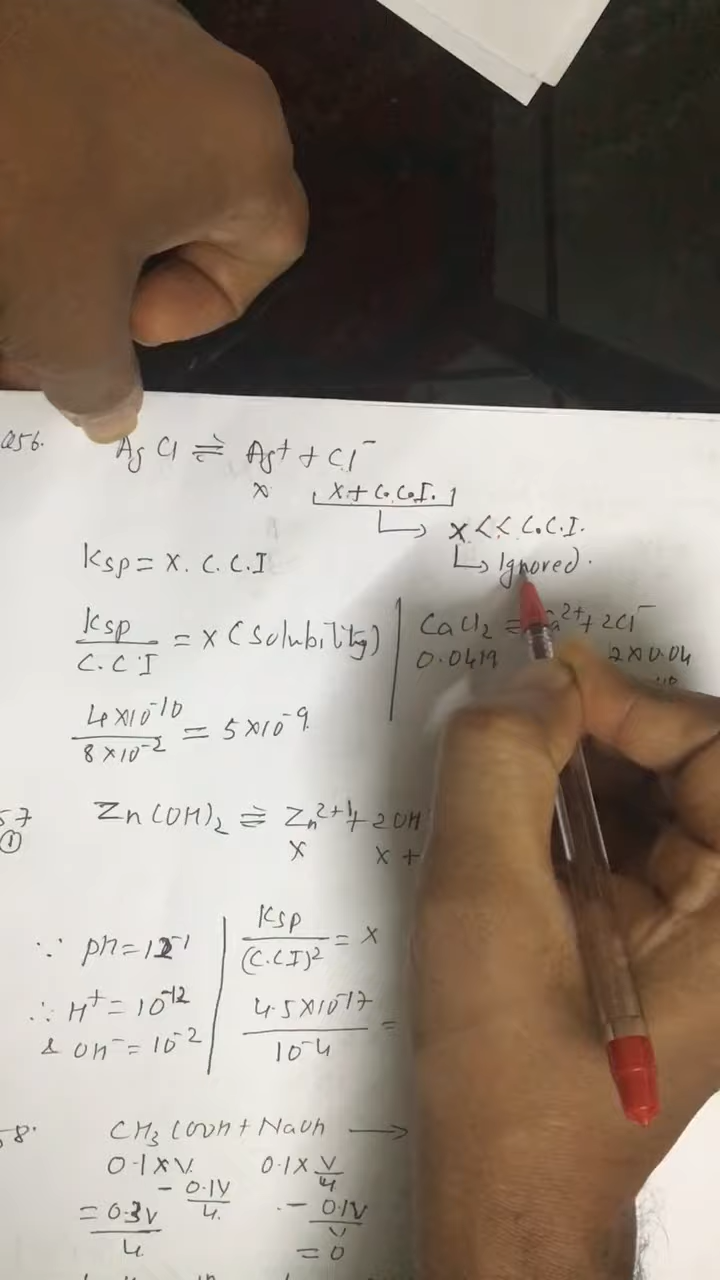 Q56. AgCl ⇌ Ag⁺ + Cl⁻
x x + C.C.I.
↳ x << C.C.I.
↳ Ignored.
Ksp = x. C. C. I
Ksp / C.C.I = x (Solubility)
CaCl₂ = 2+ + 2Cl⁻
0.04 2×0.04
4×10⁻¹⁰ / 8×10⁻² = 5×10⁻⁹
57 Zn(OH)₂ ⇌ Zn²⁺ + 2OH
① x x +
∵ pH = 12
∴ H⁺ = 10⁻¹²
& OH⁻ = 10⁻²
Ksp / (C.C.I)² = x
4.5×10⁻¹⁷ / 10⁻⁴ =
58. CH₃COOH + NaOH ⟶
0.1×V 0.1×V/4
- 0.1V/4 - 0.1V/V
= 0.3V/4 = 0